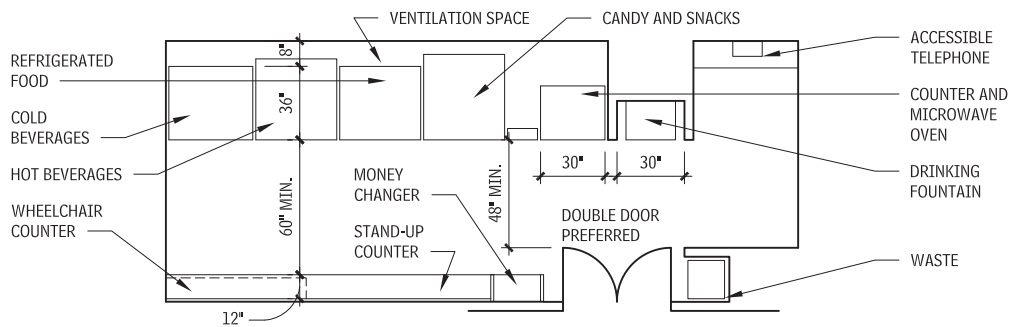 VENTILATION SPACE
CANDY AND SNACKS
ACCESSIBLE
TELEPHONE
REFRIGERATED
FOOD
8"
36"
COLD
BEVERAGES
COUNTER AND
MICROWAVE
OVEN
HOT BEVERAGES
MONEY
CHANGER
30"
30"
DRINKING
FOUNTAIN
60" MIN.
48" MIN.
WHEELCHAIR
COUNTER
STAND-UP
COUNTER
DOUBLE DOOR
PREFERRED
WASTE
12"